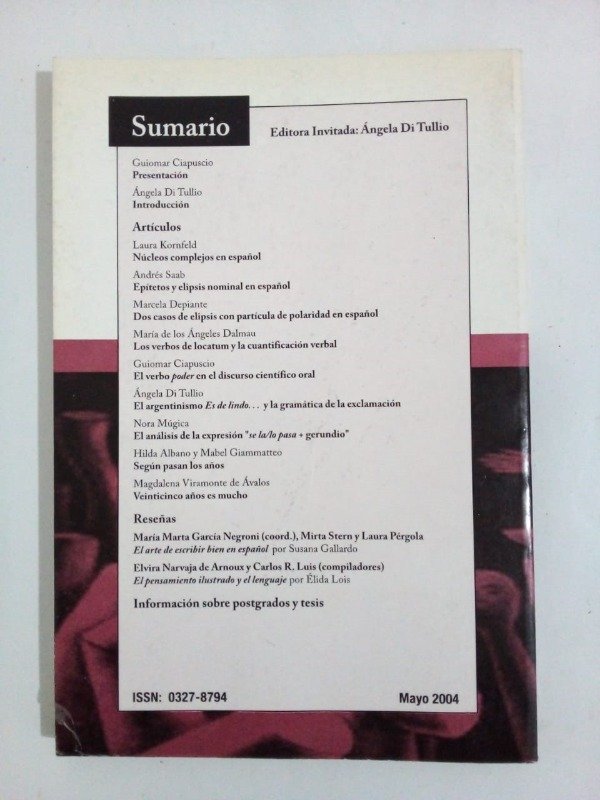 Sumario
Editora Invitada: Ángela Di Tullio
Guiomar Ciapuscio
Presentación
Ángela Di Tullio
Introducción
Artículos
Laura Kornfeld
Núcleos complejos en español
Andrés Saab
Epítetos y elipsis nominal en español
Marcela Depiante
Dos casos de elipsis con partícula de polaridad en español
María de los Ángeles Dalmau
Los verbos de locatum y la cuantificación verbal
Guiomar Ciapuscio
El verbo poder en el discurso científico oral
Ángela Di Tullio
El argentinismo Es de lindo. . . y la gramática de la exclamación
Nora Múgica
El análisis de la expresión "se la/lo pasa + gerundio"
Hilda Albano y Mabel Giammatteo
Según pasan los años
Magdalena Viramonte de Ávalos
Veinticinco años es mucho
Reseñas
María Marta García Negroni (coord.), Mirta Stern y Laura Pérgola
El arte de escribir bien en español por Susana Gallardo
Elvira Narvaja de Arnoux y Carlos R. Luis (compiladores)
El pensamiento ilustrado y el lenguaje por Élida Lois
Información sobre postgrados y tesis
ISSN: 0327-8794
Mayo 2004